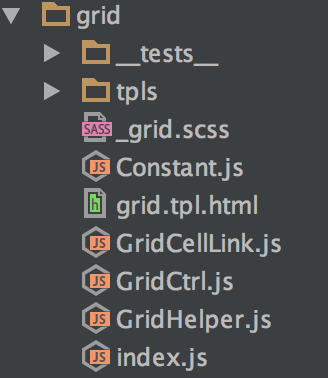 grid
__tests__
tpls
SASS _grid.scss
JS Constant.js
h grid.tpl.html
JS GridCellLink.js
JS GridCtrl.js
JS GridHelper.js
JS index.js